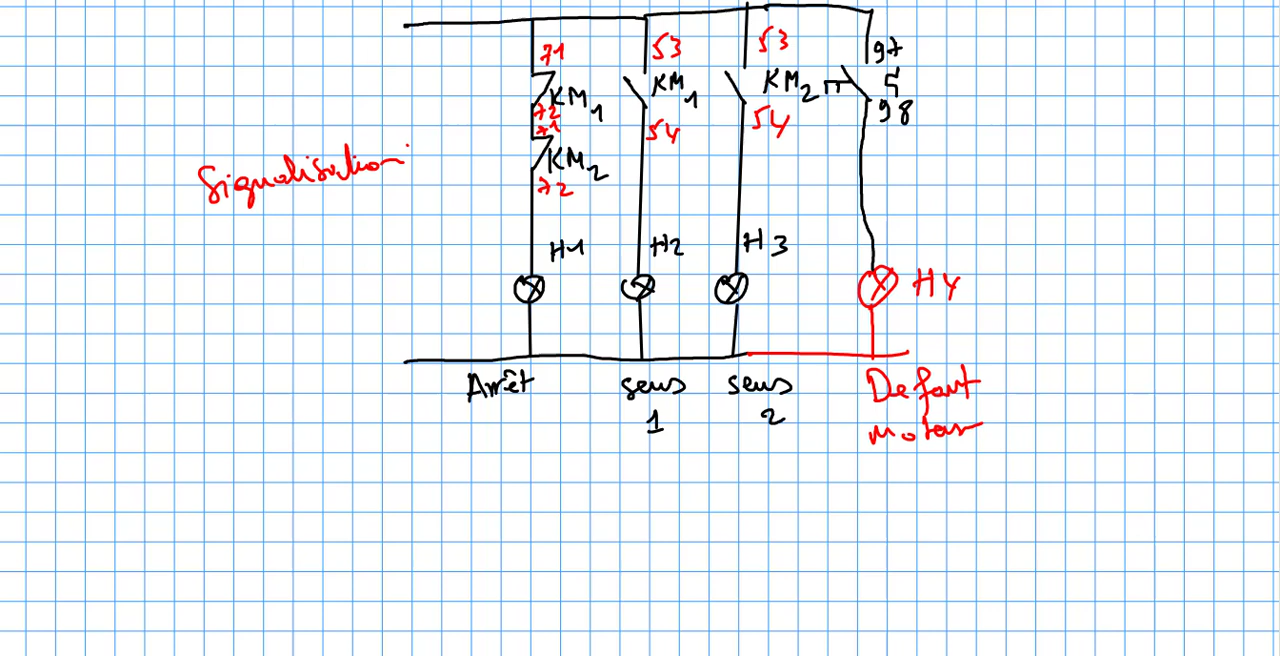 71
53
53
97
KM1
KM1
KM2
72
98
71
54
54
KM2
72
Signalisation
H1
H2
H3
H4
Arrêt
sens
1
sens
2
Defaut
moteur